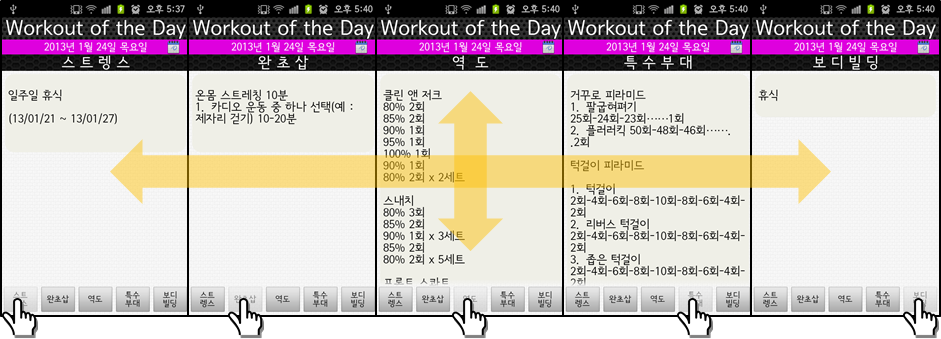 오후 5:37
Workout of the Day
2013년 1월 24일 목요일
스트렝스
일주일 휴식
(13/01/21 ~ 13/01/27)
완초삽
역도
특수
부대
보디
빌딩
오후 5:40
Workout of the Day
2013년 1월 24일 목요일
완초삽
온몸 스트레칭 10분
1. 카디오 운동 중 하나 선택(예 :
제자리 걷기) 10-20분
스트
렝스
역도
특수
부대
보디
빌딩
오후 5:40
Workout of the Day
2013년 1월 24일 목요일
역도
클린 앤 저크
80% 2회
85% 2회
90% 1회
95% 1회
100% 1회
90% 1회
80% 2회 x 2세트
스내치
80% 3회
85% 2회
90% 1회 x 3세트
85% 2회
80% 2회 x 5세트
프론트 스쿼트
스트
렝스
완초삽
특수
부대
보디
빌딩
오후 5:40
Workout of the Day
2013년 1월 24일 목요일
특수부대
거꾸로 피라미드
1. 팔굽혀펴기
25회-24회-23회……1회
2. 플러러킥 50회-48회-46회…….
.2회
턱걸이 피라미드
1. 턱걸이
2회-4회-6회-8회-10회-8회-6회-4회-
2회
2. 리버스 턱걸이
2회-4회-6회-8회-10회-8회-6회-4회-
2회
3. 좁은 턱걸이
2회-4회-6회-8회-10회-8회-6회-4회-
2회
스트
렝스
완초삽
역도
보디
빌딩
오후 5:40
Workout of the Day
2013년 1월 24일 목요일
보디빌딩
휴식
스트
렝스
완초삽
역도
특수
부대